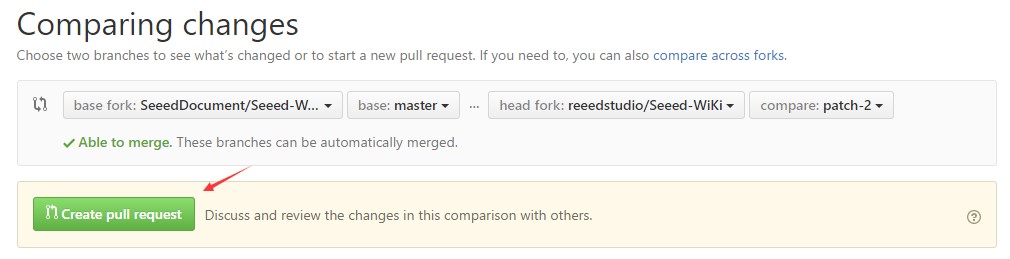 Comparing changes
Choose two branches to see what's changed or to start a new pull request. If you need to, you can also compare across forks.
base fork: SeeedDocument/Seeed-W... base: master ... head fork: reeedstudio/Seeed-WiKi compare: patch-2
Able to merge. These branches can be automatically merged.
Create pull request Discuss and review the changes in this comparison with others. ?